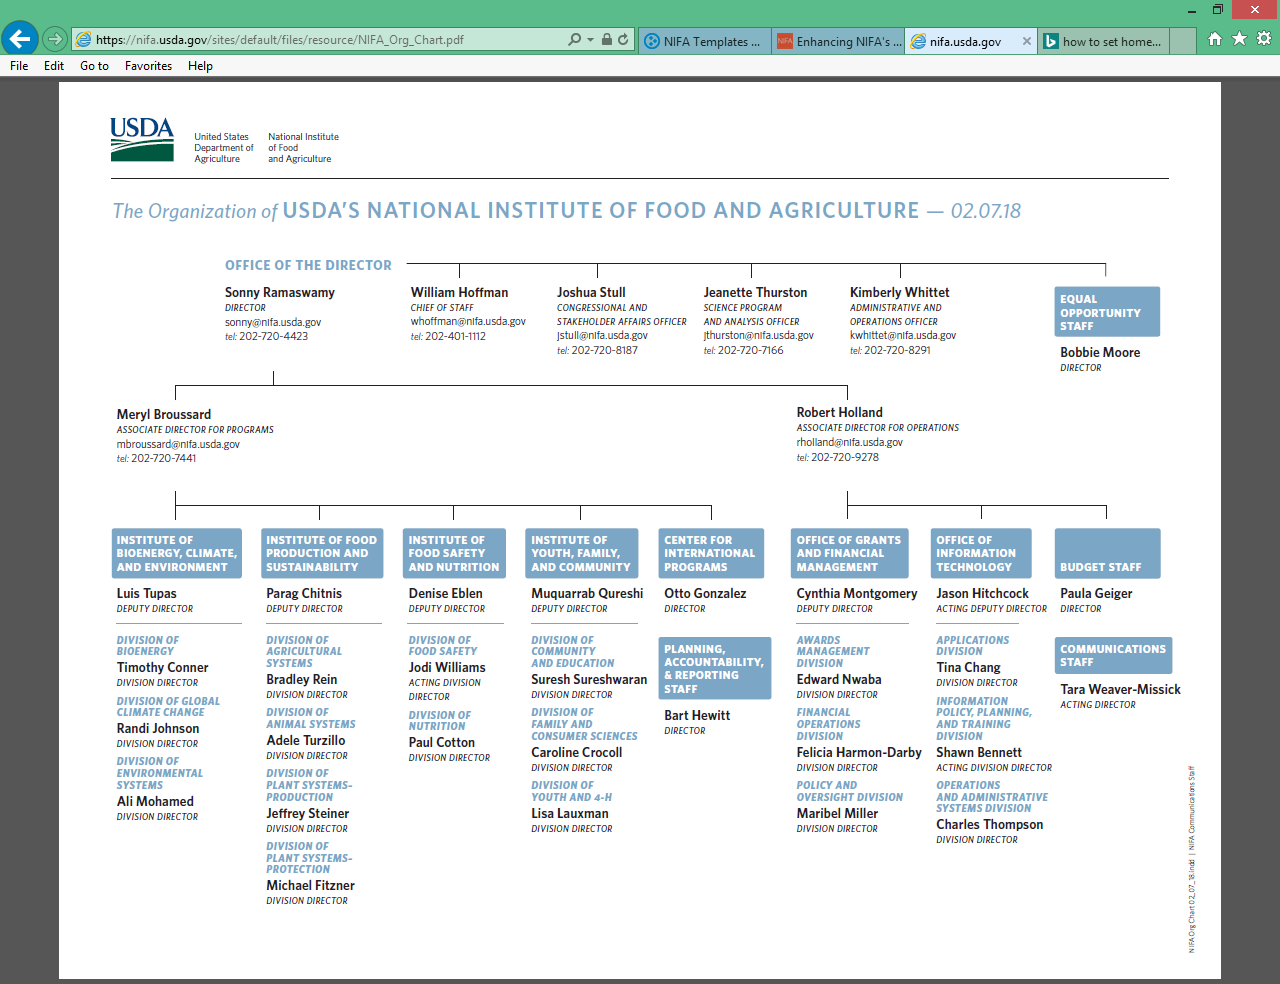 https://nifa.usda.gov/sites/default/files/resource/NIFA_Org_Chart.pdf
NIFA Templates ...
Enhancing NIFA's ...
nifa.usda.gov
how to set home...
File Edit Go to Favorites Help
USDA
United States
Department of
Agriculture
National Institute
of Food
and Agriculture
The Organization of USDA'S NATIONAL INSTITUTE OF FOOD AND AGRICULTURE — 02.07.18
OFFICE OF THE DIRECTOR
Sonny Ramaswamy
DIRECTOR
sonny@nifa.usda.gov
tel: 202-720-4423
William Hoffman
CHIEF OF STAFF
whoffman@nifa.usda.gov
tel: 202-401-1112
Joshua Stull
CONGRESSIONAL AND
STAKEHOLDER AFFAIRS OFFICER
jstull@nifa.usda.gov
tel: 202-720-8187
Jeanette Thurston
SCIENCE PROGRAM
AND ANALYSIS OFFICER
jthurston@nifa.usda.gov
tel: 202-720-7166
Kimberly Whittet
ADMINISTRATIVE AND
OPERATIONS OFFICER
kwhittet@nifa.usda.gov
tel: 202-720-8291
EQUAL
OPPORTUNITY
STAFF
Bobbie Moore
DIRECTOR
Meryl Broussard
ASSOCIATE DIRECTOR FOR PROGRAMS
mbroussard@nifa.usda.gov
tel: 202-720-7441
Robert Holland
ASSOCIATE DIRECTOR FOR OPERATIONS
rholland@nifa.usda.gov
tel: 202-720-9278
INSTITUTE OF
BIOENERGY, CLIMATE,
AND ENVIRONMENT
Luis Tupas
DEPUTY DIRECTOR
DIVISION OF
BIOENERGY
Timothy Conner
DIVISION DIRECTOR
DIVISION OF GLOBAL
CLIMATE CHANGE
Randi Johnson
DIVISION DIRECTOR
DIVISION OF
ENVIRONMENTAL
SYSTEMS
Ali Mohamed
DIVISION DIRECTOR
INSTITUTE OF FOOD
PRODUCTION AND
SUSTAINABILITY
Parag Chitnis
DEPUTY DIRECTOR
DIVISION OF
AGRICULTURAL
SYSTEMS
Bradley Rein
DIVISION DIRECTOR
DIVISION OF
ANIMAL SYSTEMS
Adele Turzillo
DIVISION DIRECTOR
DIVISION OF
PLANT SYSTEMS-
PRODUCTION
Jeffrey Steiner
DIVISION DIRECTOR
DIVISION OF
PLANT SYSTEMS-
PROTECTION
Michael Fitzner
DIVISION DIRECTOR
INSTITUTE OF
FOOD SAFETY
AND NUTRITION
Denise Eblen
DEPUTY DIRECTOR
DIVISION OF
FOOD SAFETY
Jodi Williams
ACTING DIVISION
DIRECTOR
DIVISION OF
NUTRITION
Paul Cotton
DIVISION DIRECTOR
INSTITUTE OF
YOUTH, FAMILY,
AND COMMUNITY
Muquarrab Qureshi
DEPUTY DIRECTOR
DIVISION OF
COMMUNITY
AND EDUCATION
Suresh Sureshwaran
DIVISION DIRECTOR
DIVISION OF
FAMILY AND
CONSUMER SCIENCES
Caroline Crocoll
DIVISION DIRECTOR
DIVISION OF
YOUTH AND 4-H
Lisa Lauxman
DIVISION DIRECTOR
CENTER FOR
INTERNATIONAL
PROGRAMS
Otto Gonzalez
DIRECTOR
PLANNING,
ACCOUNTABILITY,
& REPORTING
STAFF
Bart Hewitt
DIRECTOR
OFFICE OF GRANTS
AND FINANCIAL
MANAGEMENT
Cynthia Montgomery
DEPUTY DIRECTOR
AWARDS
MANAGEMENT
DIVISION
Edward Nwaba
DIVISION DIRECTOR
FINANCIAL
OPERATIONS
DIVISION
Felicia Harmon-Darby
DIVISION DIRECTOR
POLICY AND
OVERSIGHT DIVISION
Maribel Miller
DIVISION DIRECTOR
OFFICE OF
INFORMATION
TECHNOLOGY
Jason Hitchcock
ACTING DEPUTY DIRECTOR
APPLICATIONS
DIVISION
Tina Chang
DIVISION DIRECTOR
INFORMATION
POLICY, PLANNING,
AND TRAINING
DIVISION
Shawn Bennett
ACTING DIVISION DIRECTOR
OPERATIONS
AND ADMINISTRATIVE
SYSTEMS DIVISION
Charles Thompson
DIVISION DIRECTOR
BUDGET STAFF
Paula Geiger
DIRECTOR
COMMUNICATIONS
STAFF
Tara Weaver-Missick
ACTING DIRECTOR
NIFA Org Chart 02_07_18.indd | NIFA Communications Staff